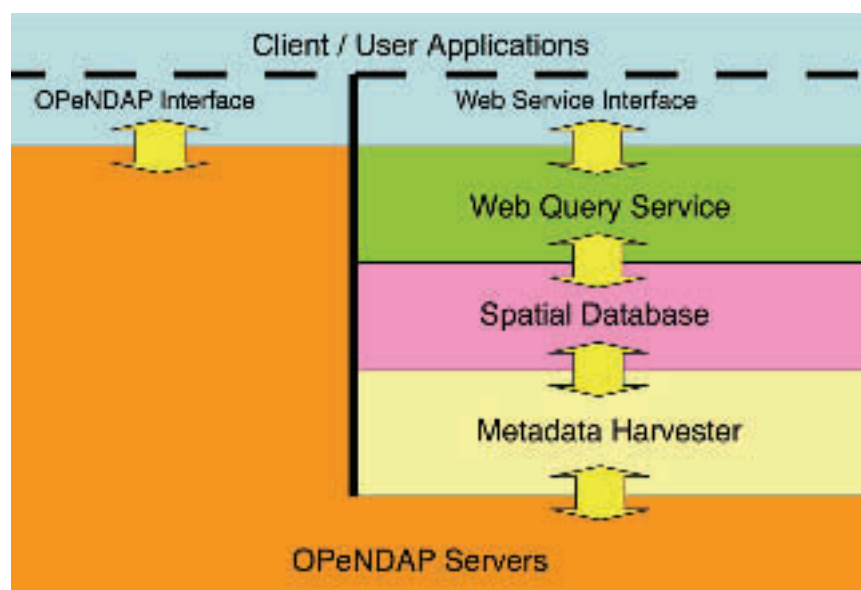 Client / User Applications
OPeNDAP Interface
Web Service Interface
Web Query Service
Spatial Database
Metadata Harvester
OPeNDAP Servers